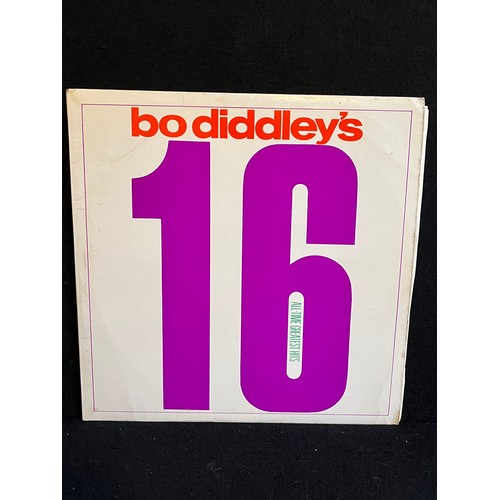 bo diddley's
16
ALL TIME GREATEST HITS